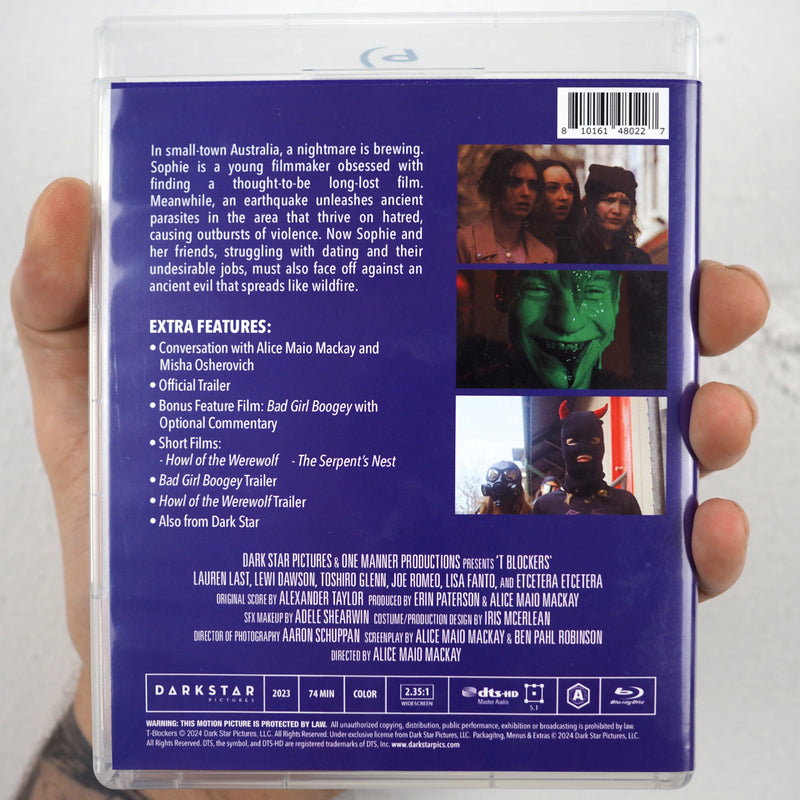 8 10161 48022 7
In small-town Australia, a nightmare is brewing.
Sophie is a young filmmaker obsessed with
finding a thought-to-be long-lost film.
Meanwhile, an earthquake unleashes ancient
parasites in the area that thrive on hatred,
causing outbursts of violence. Now Sophie and
her friends, struggling with dating and their
undesirable jobs, must also face off against an
ancient evil that spreads like wildfire.
EXTRA FEATURES:
• Conversation with Alice Maio Mackay and
Misha Osherovich
• Official Trailer
• Bonus Feature Film: Bad Girl Boogey with
Optional Commentary
• Short Films:
- Howl of the Werewolf - The Serpent's Nest
• Bad Girl Boogey Trailer
• Howl of the Werewolf Trailer
• Also from Dark Star
DARK STAR PICTURES & ONE MANNER PRODUCTIONS PRESENTS 'T BLOCKERS'
LAUREN LAST, LEWI DAWSON, TOSHIRO GLENN, JOE ROMEO, LISA FANTO, AND ETCETERA ETCETERA
ORIGINAL SCORE BY ALEXANDER TAYLOR PRODUCED BY ERIN PATERSON & ALICE MAIO MACKAY
SFX MAKEUP BY ADELE SHEARWIN COSTUME/PRODUCTION DESIGN BY IRIS MCERLEAN
DIRECTOR OF PHOTOGRAPHY AARON SCHUPPAN SCREENPLAY BY ALICE MAIO MACKAY & BEN PAHL ROBINSON
DIRECTED BY ALICE MAIO MACKAY
DARKSTAR PICTURES 2023 74 MIN COLOR 2.35:1 WIDESCREEN dts-HD Master Audio 5.1 A Blu-ray Disc
WARNING: THIS MOTION PICTURE IS PROTECTED BY LAW. All unauthorized copying, distribution, public performance, exhibition or broadcasting is prohibited by law.
T-Blockers © 2024 Dark Star Pictures, LLC. All Rights Reserved. Under exclusive license from Dark Star Pictures, LLC. Packaging, Menus & Extras © 2024 Dark Star Pictures, LLC.
All Rights Reserved. DTS, the symbol, and DTS-HD are registered trademarks of DTS, Inc. www.darkstarpics.com